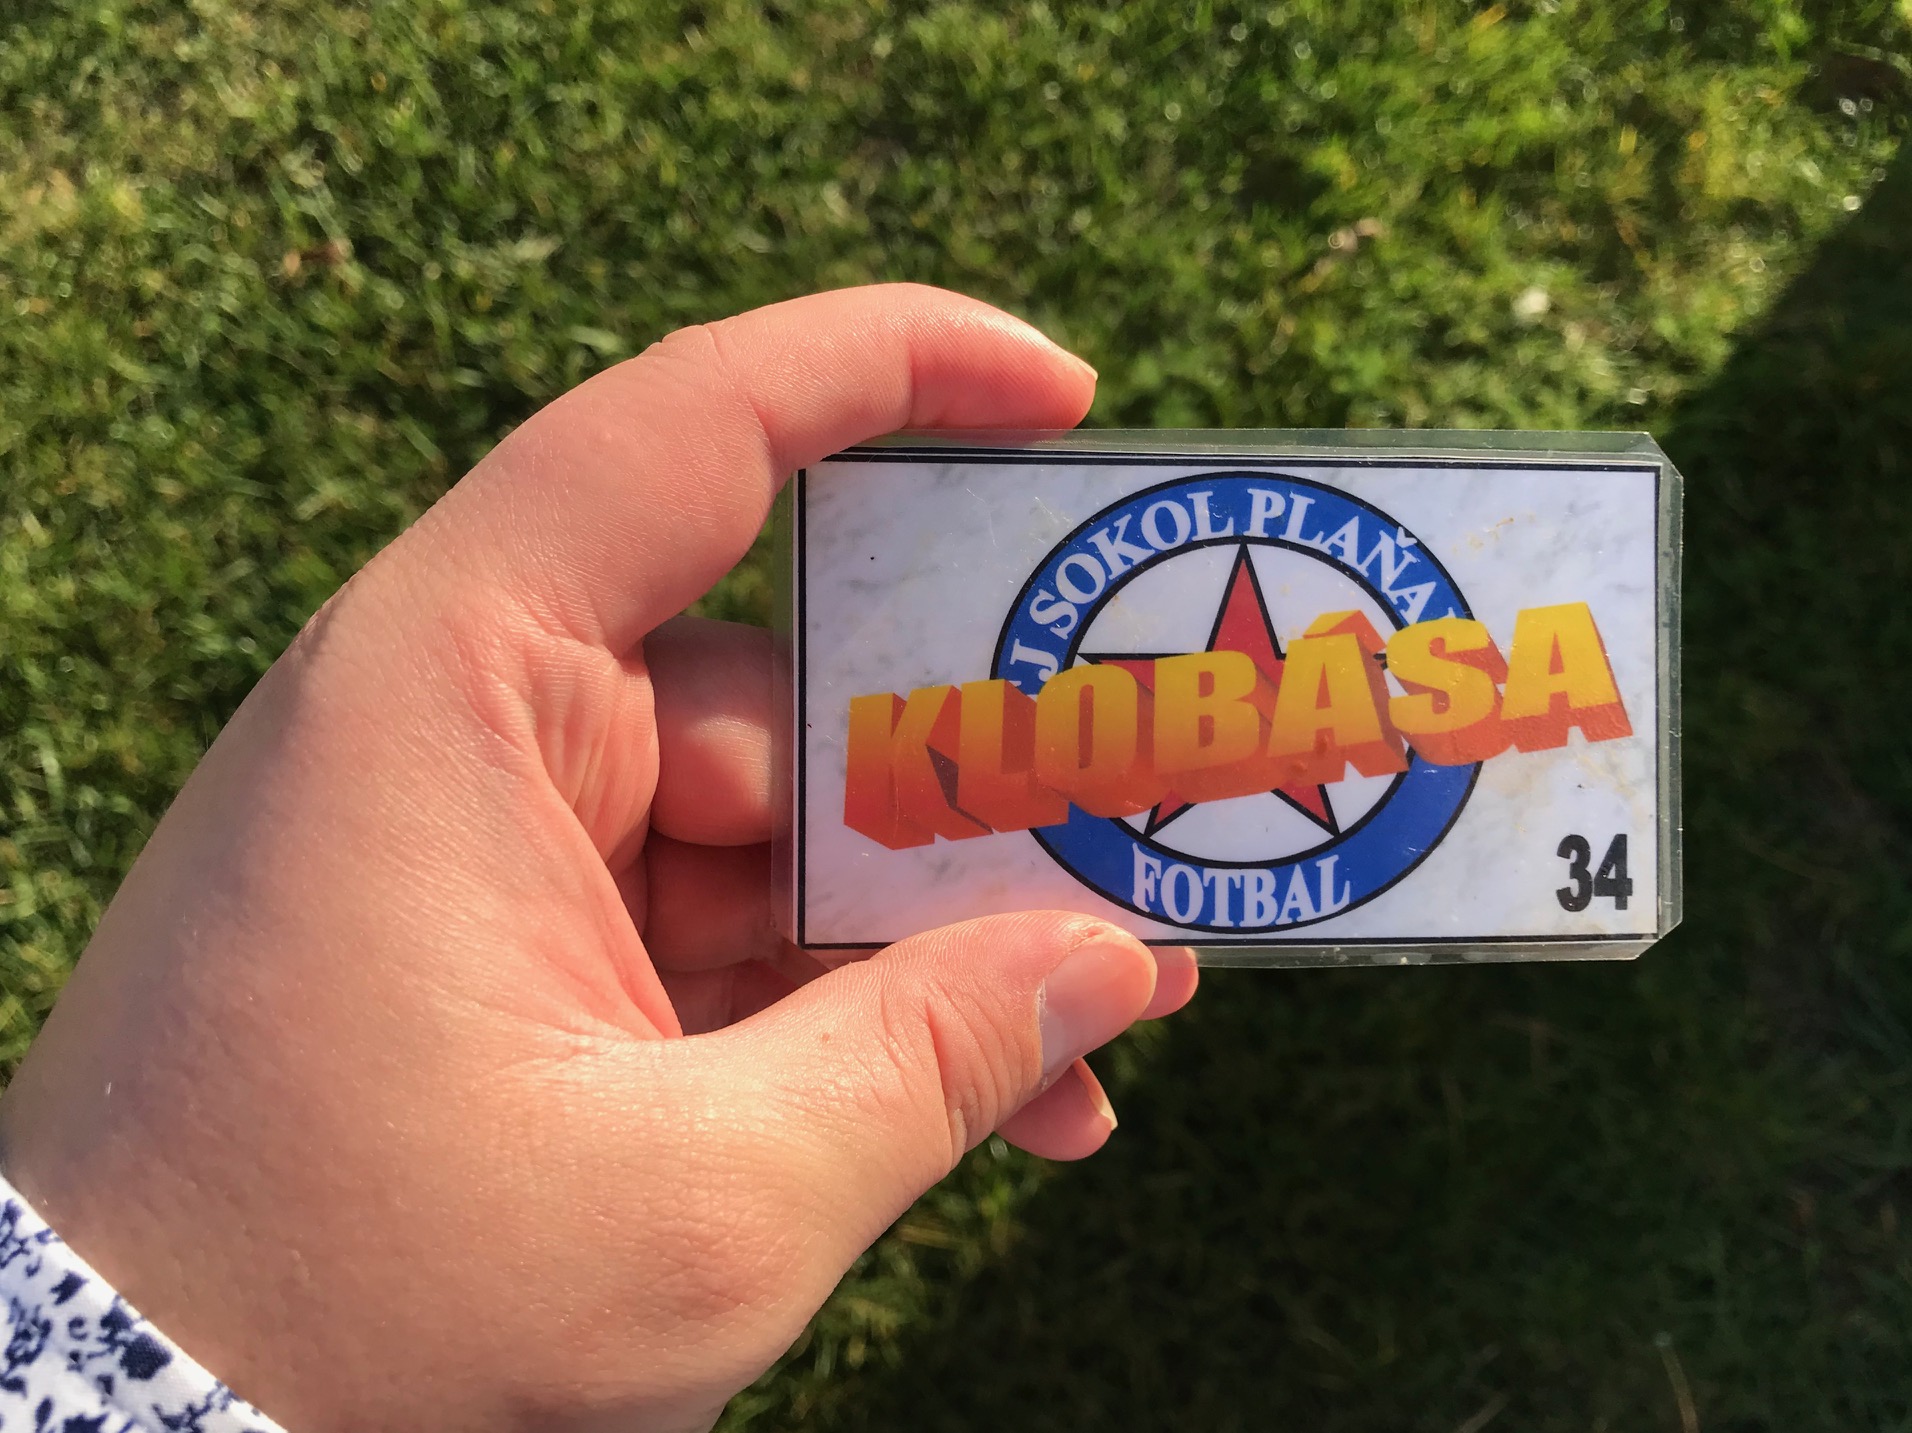 J SOKOL PLAŇA
KLOBÁSA
FOTBAL
34